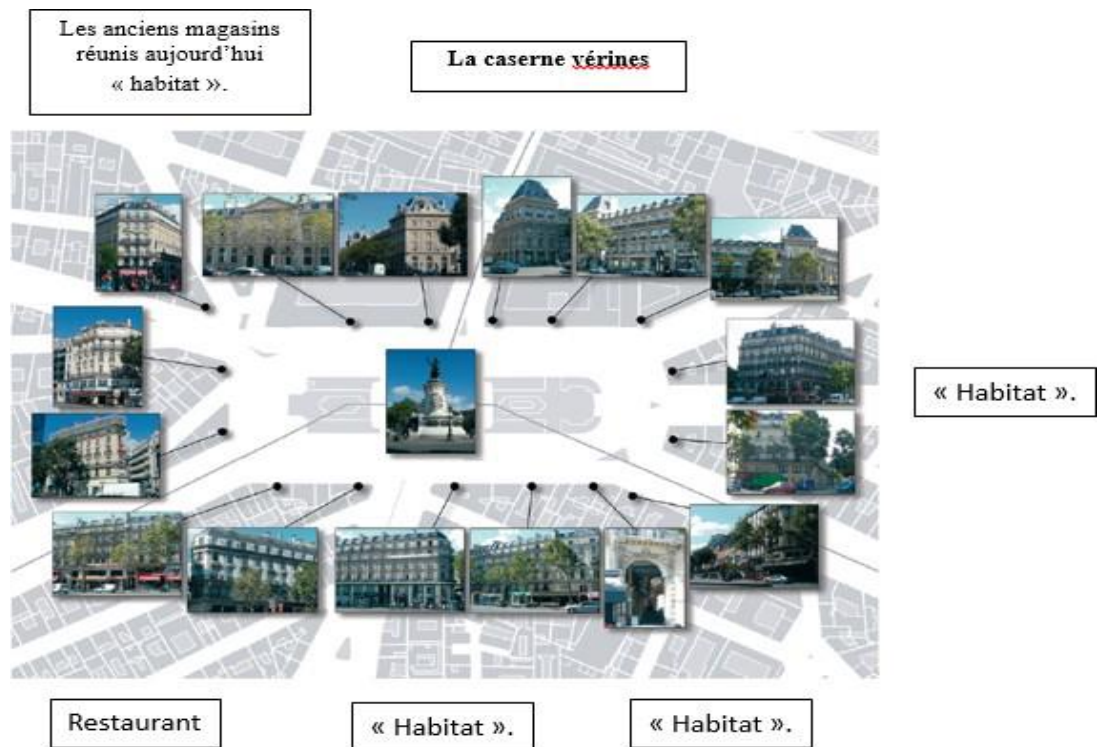 Les anciens magasins
réunis aujourd’hui
« habitat ».
La caserne vérines
« Habitat ».
Restaurant
« Habitat ».
« Habitat ».